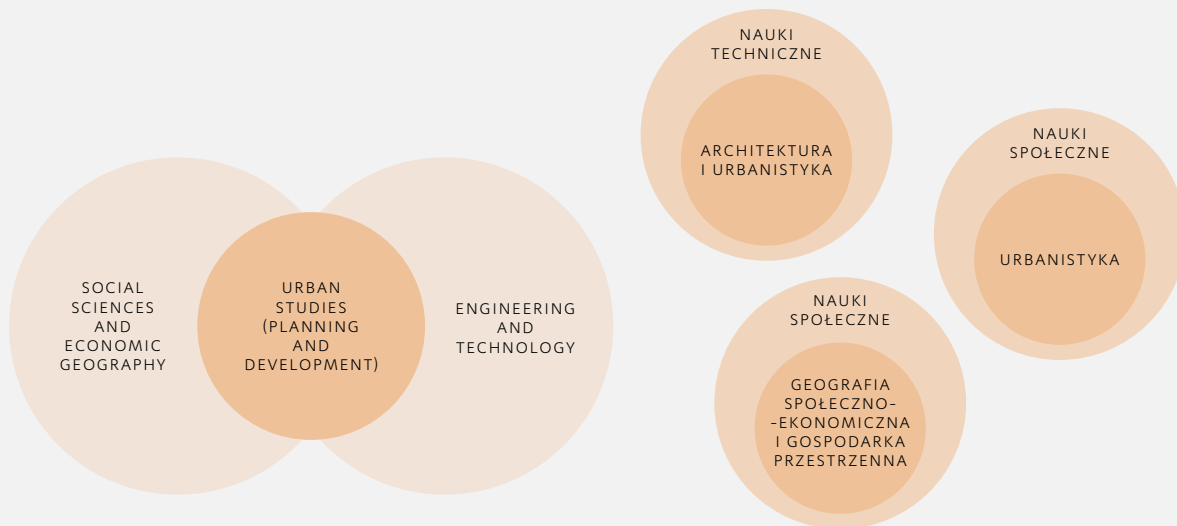 SOCIAL
SCIENCES
AND
ECONOMIC
GEOGRAPHY
URBAN
STUDIES
(PLANNING
AND
DEVELOPMENT)
ENGINEERING
AND
TECHNOLOGY
NAUKI
TECHNICZNE
ARCHITEKTURA
I URBANISTYKA
NAUKI
SPOŁECZNE
URBANISTYKA
NAUKI
SPOŁECZNE
GEOGRAFIA
SPOŁECZNO-
-EKONOMICZNA
I GOSPODARKA
PRZESTRZENNA